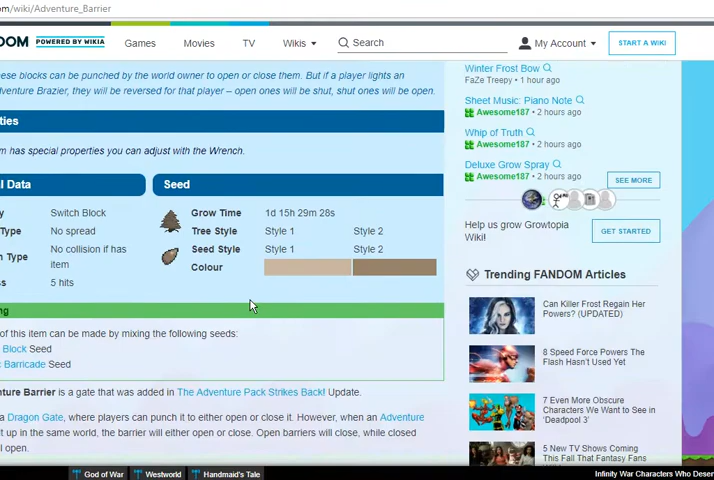 om/wiki/Adventure_Barrier
DOM POWERED BY WIKIA
Games
Movies
TV
Wikis
Search
My Account
START A WIKI
ese blocks can be punched by the world owner to open or close them. But if a player lights an
dventure Brazier, they will be reversed for that player – open ones will be shut, shut ones will be open.
ties
m has special properties you can adjust with the Wrench.
l Data
Seed
y Switch Block
Type No spread
n Type No collision if has item
ss 5 hits
Grow Time 1d 15h 29m 28s
Tree Style Style 1 Style 2
Seed Style Style 1 Style 2
Colour
ng
of this item can be made by mixing the following seeds:
Block Seed
c Barricade Seed
nture Barrier is a gate that was added in The Adventure Pack Strikes Back! Update.
a Dragon Gate, where players can punch it to either open or close it. However, when an Adventure
it up in the same world, the barrier will either open or close. Open barriers will close, while closed
l open.
Winter Frost Bow
FaZe Treepy • 1 hour ago
Sheet Music: Piano Note
Awesome187 • 2 hours ago
Whip of Truth
Awesome187 • 2 hours ago
Deluxe Grow Spray
Awesome187 • 2 hours ago
SEE MORE
Help us grow Growtopia
Wiki!
GET STARTED
Trending FANDOM Articles
Can Killer Frost Regain Her
Powers? (UPDATED)
8 Speed Force Powers The
Flash Hasn't Used Yet
7 Even More Obscure
Characters We Want to See in
'Deadpool 3'
5 New TV Shows Coming
This Fall That Fantasy Fans
God of War
Westworld
Handmaid's Tale
Infinity War Characters Who Deser